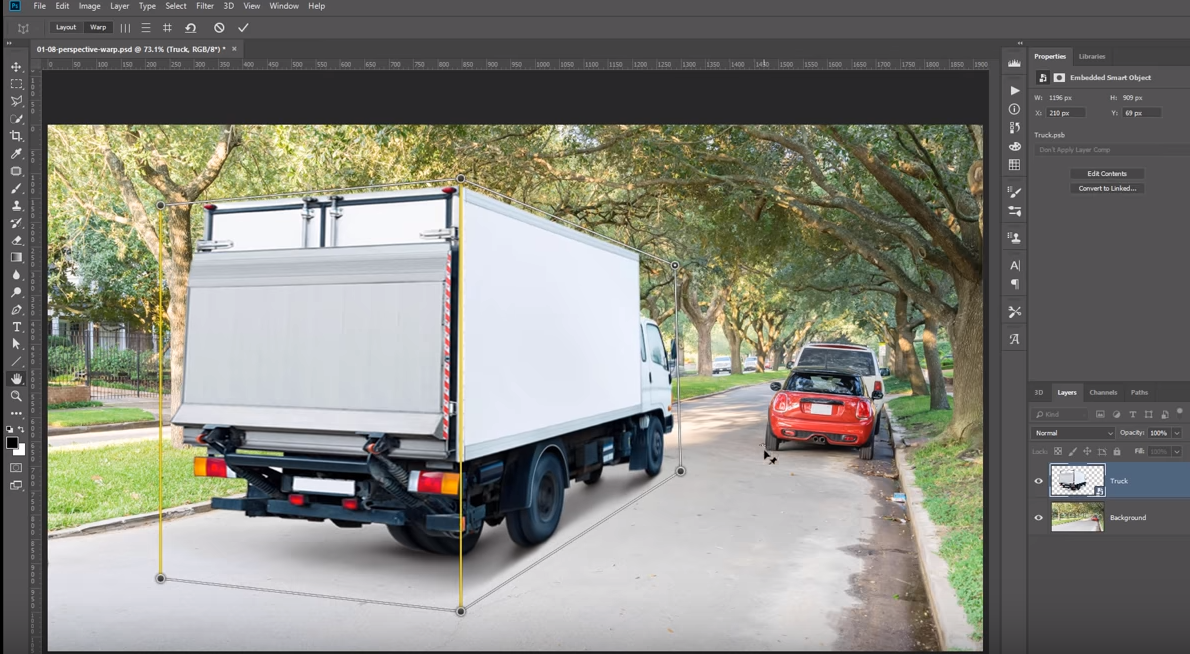 Ps File Edit Image Layer Type Select Filter 3D View Window Help
Layout Warp
01-08-perspective-warp.psd @ 73.1% (Truck, RGB/8*) * ×
0 50 100 150 200 250 300 350 400 450 500 550 600 650 700 750 800 850 900 950 1000 1050 1100 1150 1200 1250 1300 1350 1400 1450 1500 1550 1600 1650 1700 1750 1800 1850 1900
Properties Libraries
Embedded Smart Object
W: 1196 px H: 909 px
X: 210 px Y: 69 px
Truck.psb
Don't Apply Layer Comp
Edit Contents
Convert to Linked...
3D Layers Channels Paths
Kind
Normal Opacity: 100%
Lock: Fill: 100%
Truck
Background